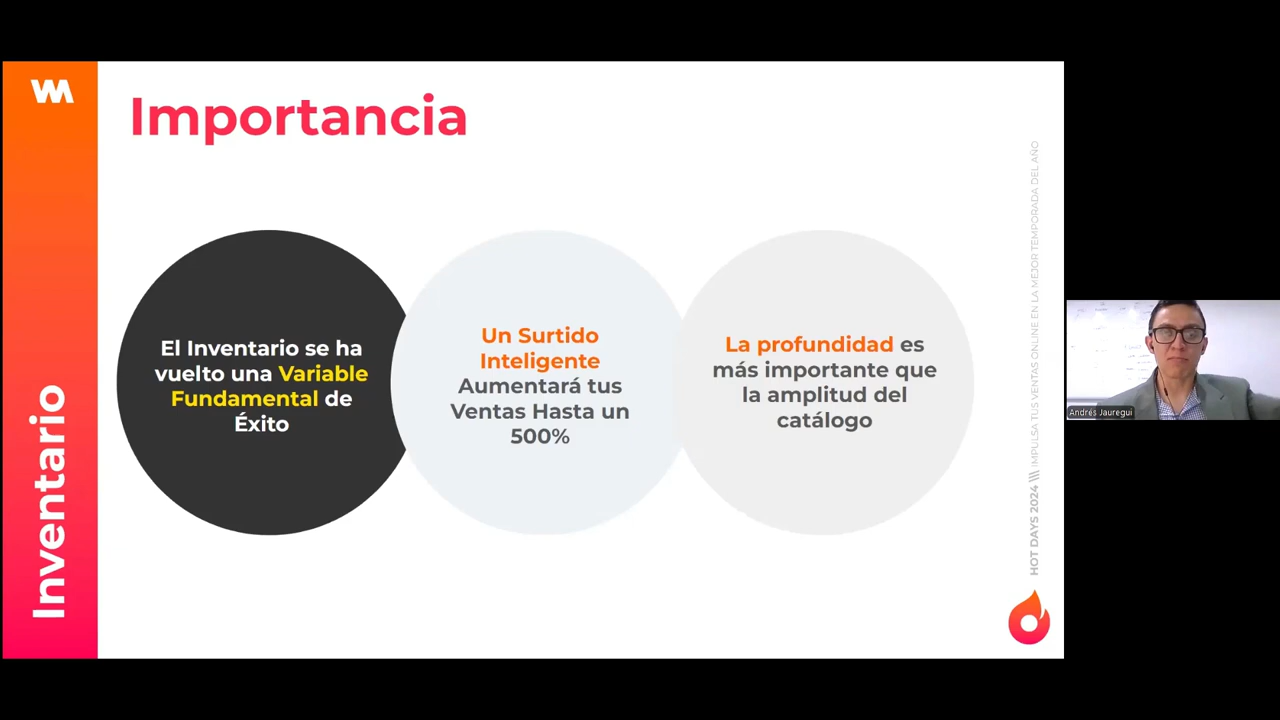 Importancia
Inventario
El Inventario se ha
vuelto una Variable
Fundamental de
Éxito
Un Surtido
Inteligente
Aumentará tus
Ventas Hasta un
500%
La profundidad es
más importante que
la amplitud del
catálogo
HOT DAYS 2024 \\\ IMPULSA TUS VENTAS ONLINE EN LA MEJOR TEMPORADA DEL AÑO
Andrés Jauregui